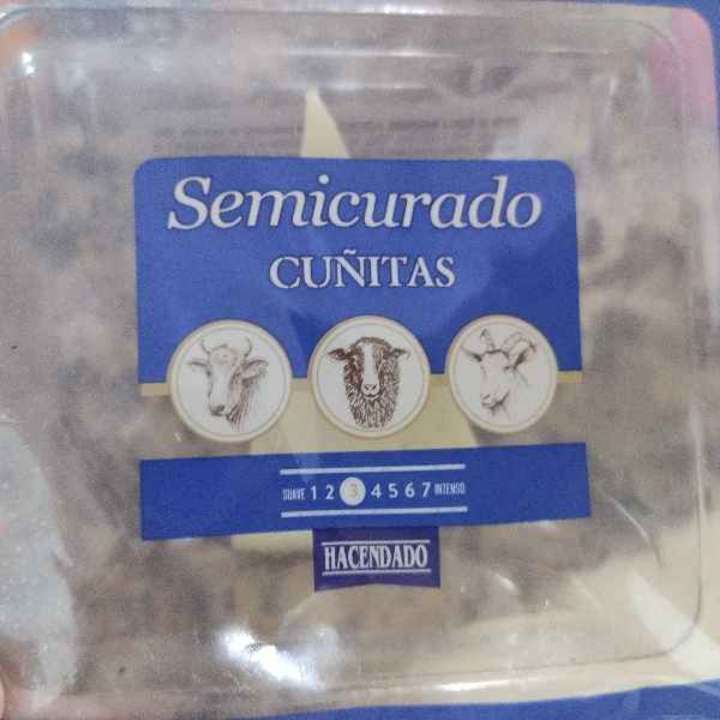 Semicurado
CUÑITAS
SUAVE 1 2 3 4 5 6 7 INTENSO
HACENDADO